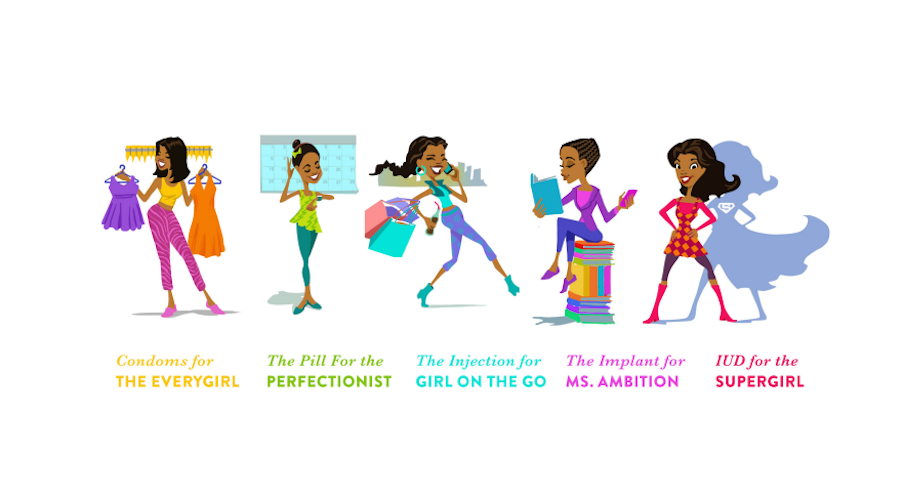 Condoms for
THE EVERYGIRL
The Pill For the
PERFECTIONIST
The Injection for
GIRL ON THE GO
The Implant for
MS. AMBITION
IUD for the
SUPERGIRL